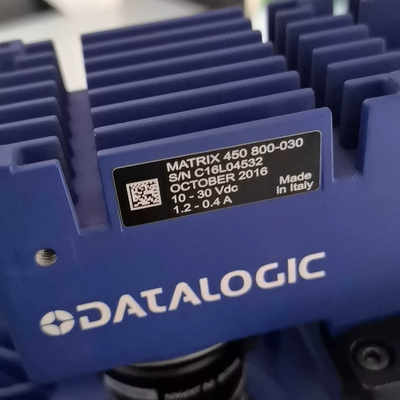 MATRIX 450 800-030
S/N C16L04532
OCTOBER 2016
10 - 30 Vdc
1.2 - 0.4 A
Made
in Italy
DATALOGIC